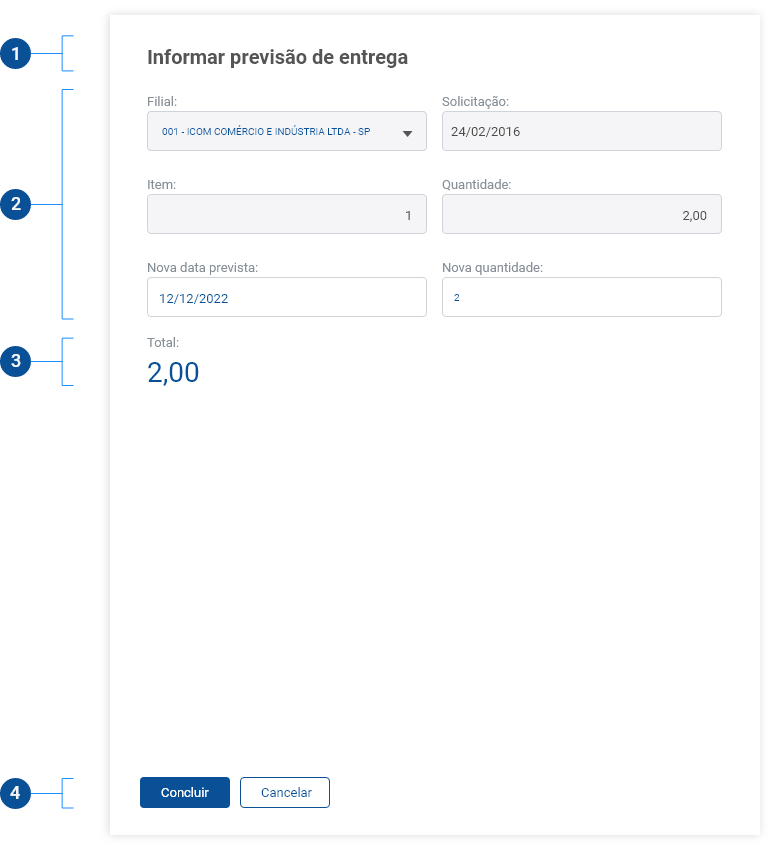 1
Informar previsão de entrega
2
Filial:
Solicitação:
001 - ICOM COMÉRCIO E INDÚSTRIA LTDA - SP
24/02/2016
Item:
Quantidade:
1
2,00
Nova data prevista:
Nova quantidade:
12/12/2022
2
3
Total:
2,00
4
Concluir
Cancelar